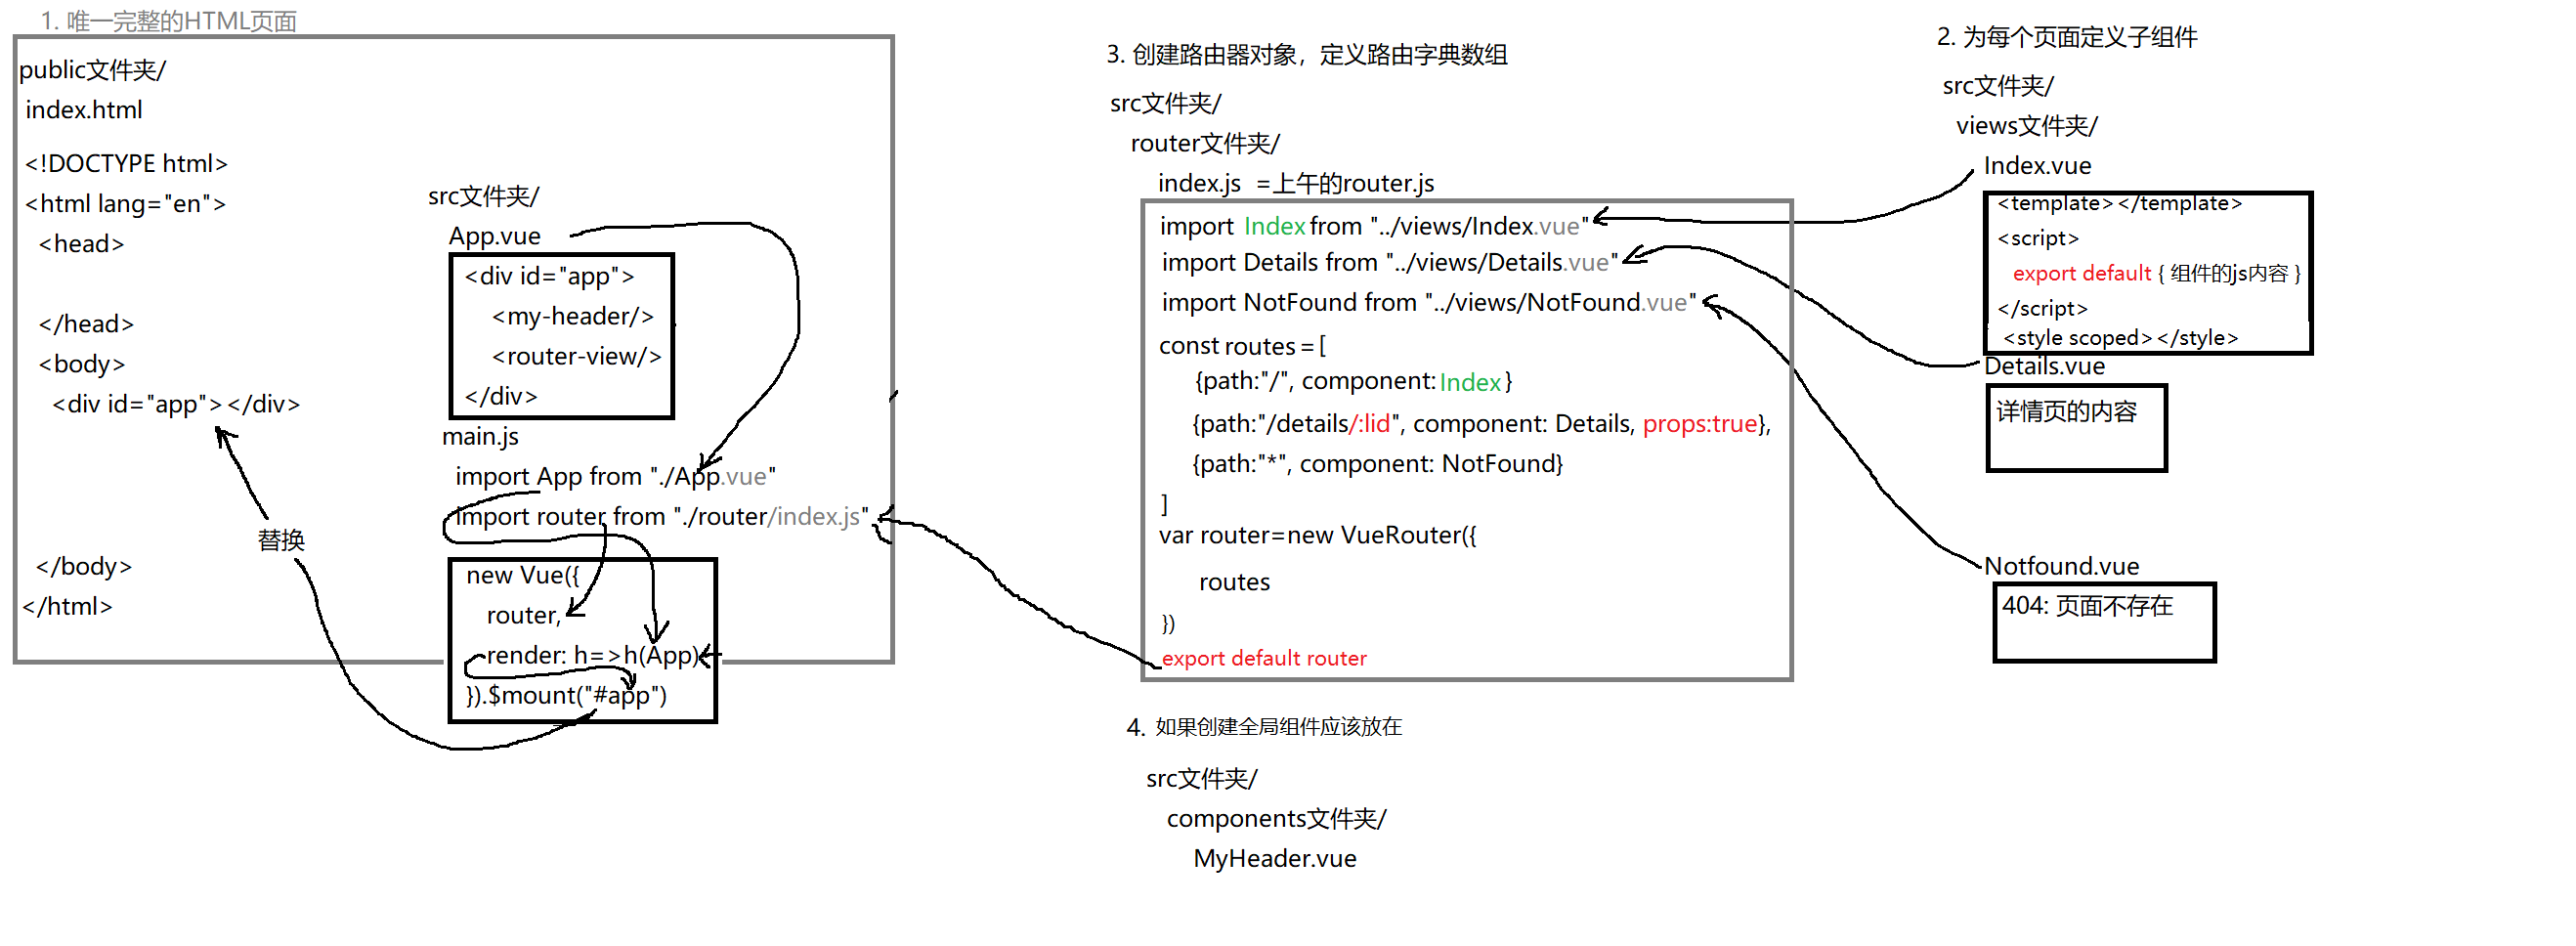 1. 唯一完整的HTML页面
public文件夹/
index.html
<!DOCTYPE html>
<html lang="en">
<head>
</head>
<body>
<div id="app"></div>
替换
</body>
</html>
src文件夹/
App.vue
<div id="app">
<my-header/>
<router-view/>
</div>
main.js
import App from "./App.vue"
import router from "./router/index.js"
new Vue({
router,
render: h=>h(App)
}).$mount("#app")
3. 创建路由器对象，定义路由字典数组
src文件夹/
router文件夹/
index.js =上午的router.js
import Index from "../views/Index.vue"
import Details from "../views/Details.vue"
import NotFound from "../views/NotFound.vue"
const routes = [
{path:"/", component:Index}
{path:"/details/:lid", component: Details, props:true},
{path:"*", component: NotFound}
]
var router=new VueRouter({
routes
})
export default router
4. 如果创建全局组件应该放在
src文件夹/
components文件夹/
MyHeader.vue
2. 为每个页面定义子组件
src文件夹/
views文件夹/
Index.vue
<template></template>
<script>
export default { 组件的js内容 }
</script>
<style scoped></style>
Details.vue
详情页的内容
Notfound.vue
404: 页面不存在